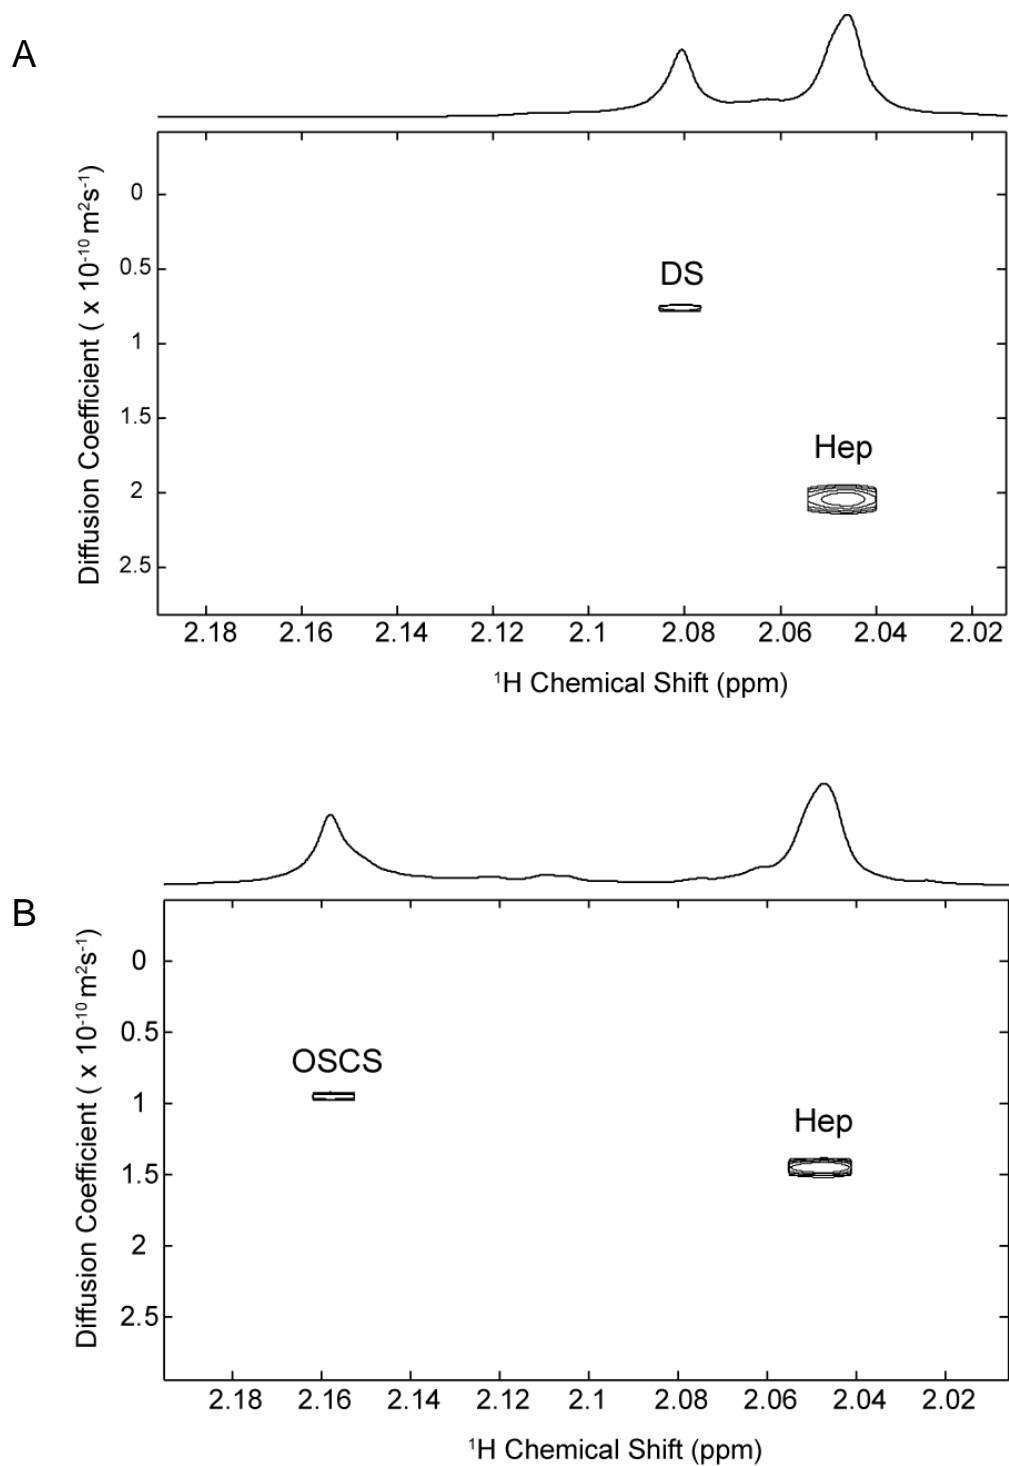 A
0
0.5
1
1.5
2
2.5
Diffusion Coefficient ( x 10⁻¹⁰ m²s⁻¹)
DS
Hep
2.18 2.16 2.14 2.12 2.1 2.08 2.06 2.04 2.02
¹H Chemical Shift (ppm)
B
0
0.5
1
1.5
2
2.5
Diffusion Coefficient ( x 10⁻¹⁰ m²s⁻¹)
OSCS
Hep
2.18 2.16 2.14 2.12 2.1 2.08 2.06 2.04 2.02
¹H Chemical Shift (ppm)